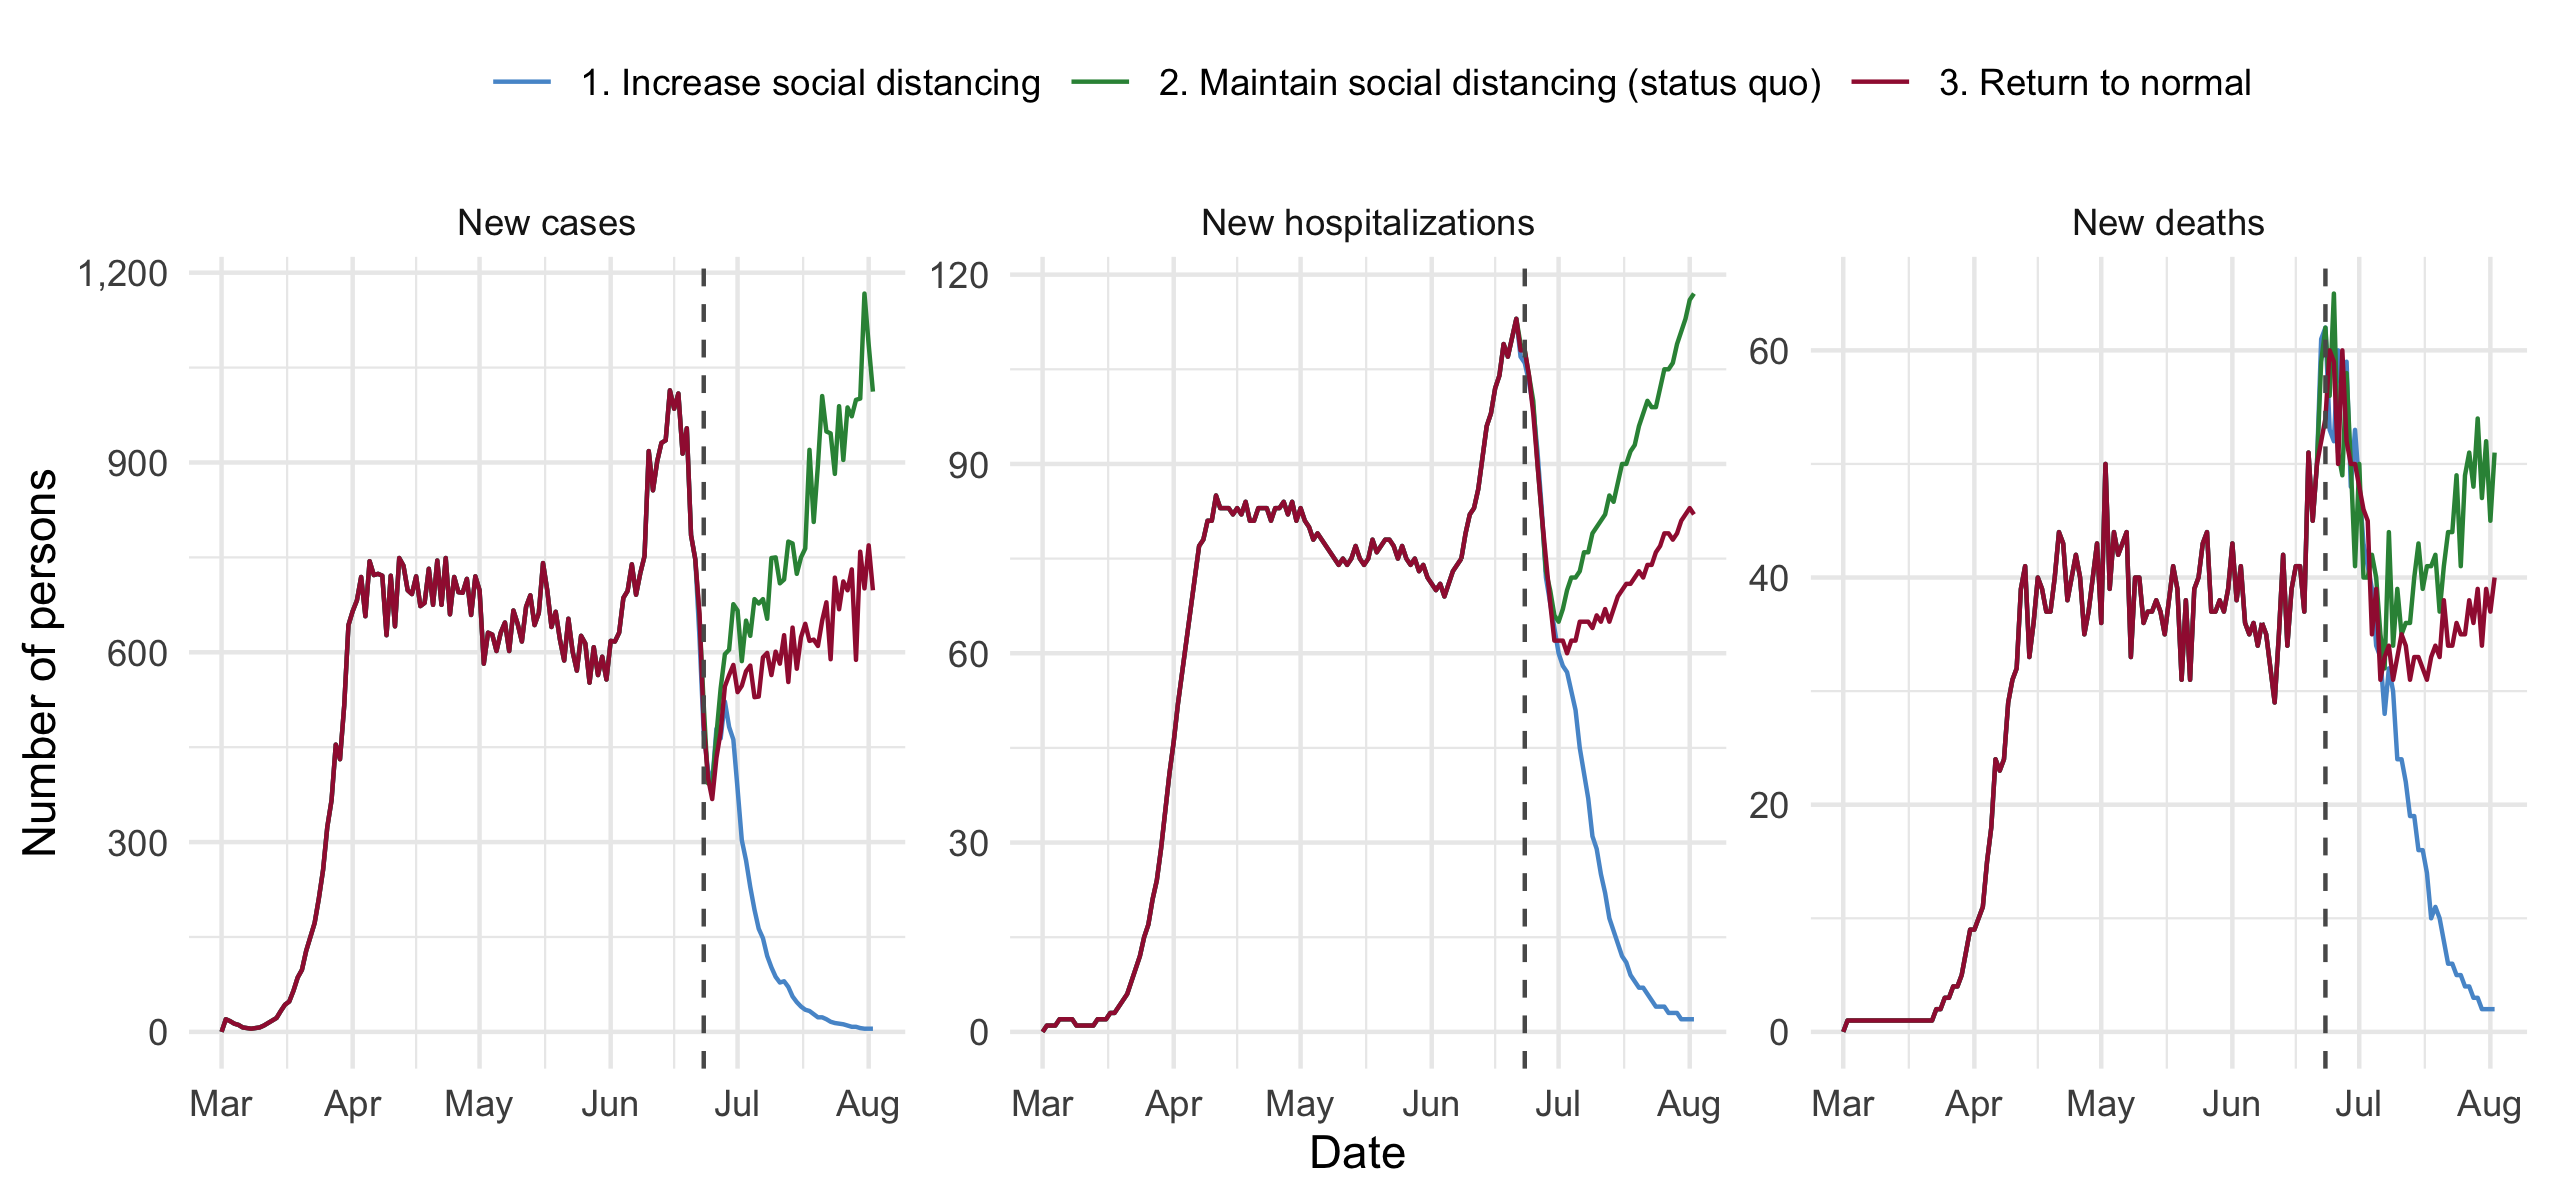 1. Increase social distancing 2. Maintain social distancing (status quo) 3. Return to normal
New cases New hospitalizations New deaths
Number of persons
1,200
900
600
300
0
Mar Apr May Jun Jul Aug
120
90
60
30
0
Mar Apr May Jun Jul Aug
60
40
20
0
Mar Apr May Jun Jul Aug
Date